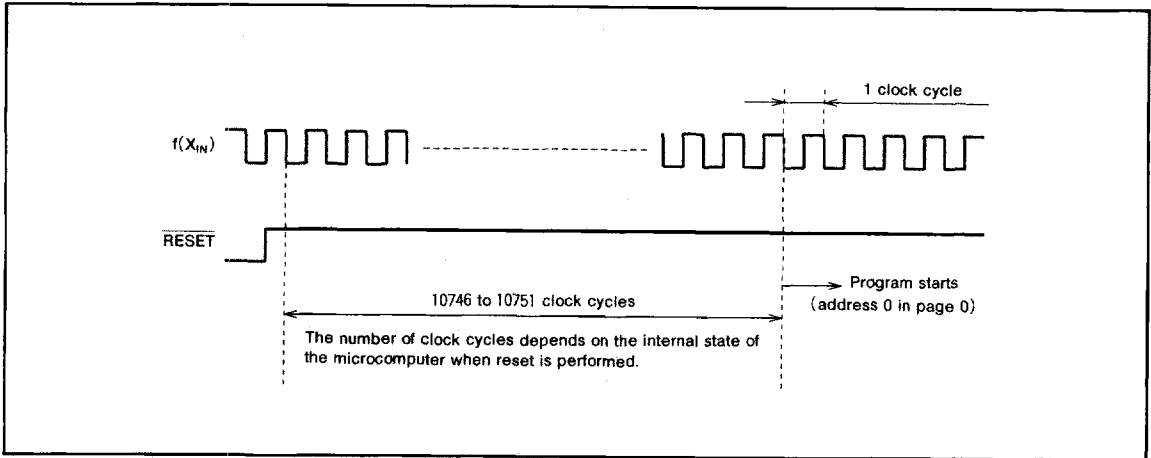 1 clock cycle
f(XIN)
RESET
Program starts
(address 0 in page 0)
10746 to 10751 clock cycles
The number of clock cycles depends on the internal state of
the microcomputer when reset is performed.